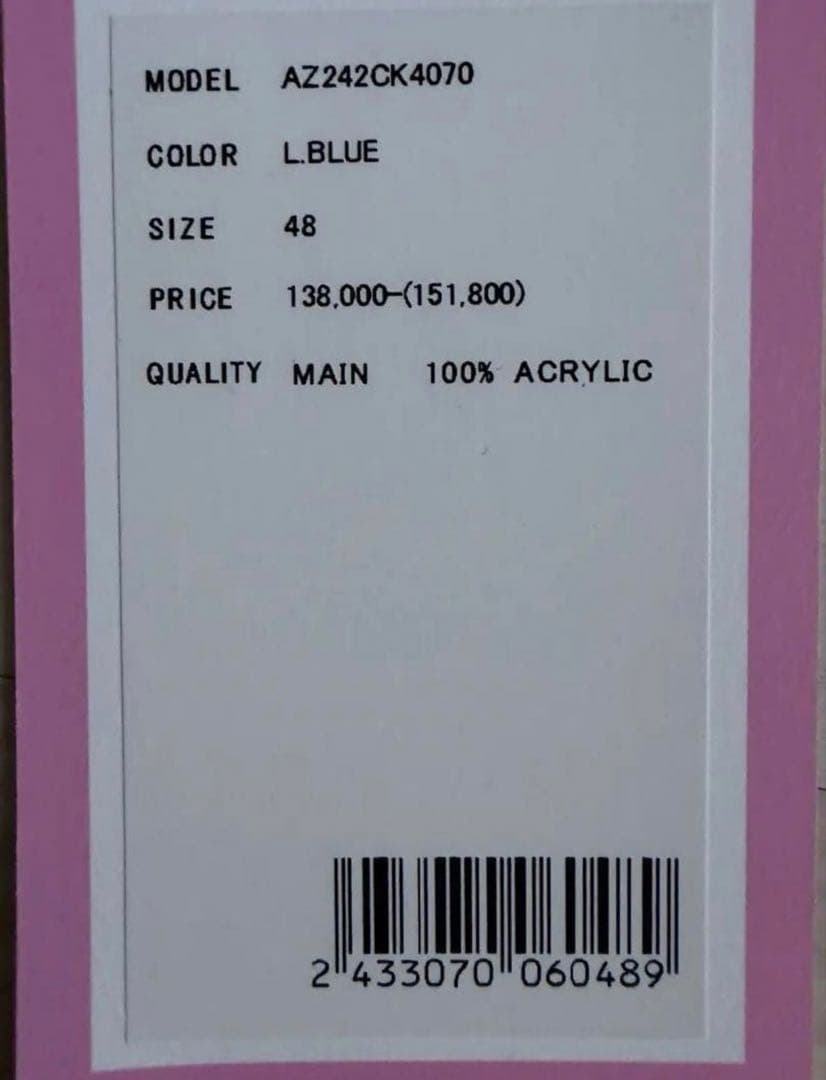 MODEL AZ242CK4070
COLOR L.BLUE
SIZE 48
PRICE 138,000-(151,800)
QUALITY MAIN 100% ACRYLIC
2 433070 060489